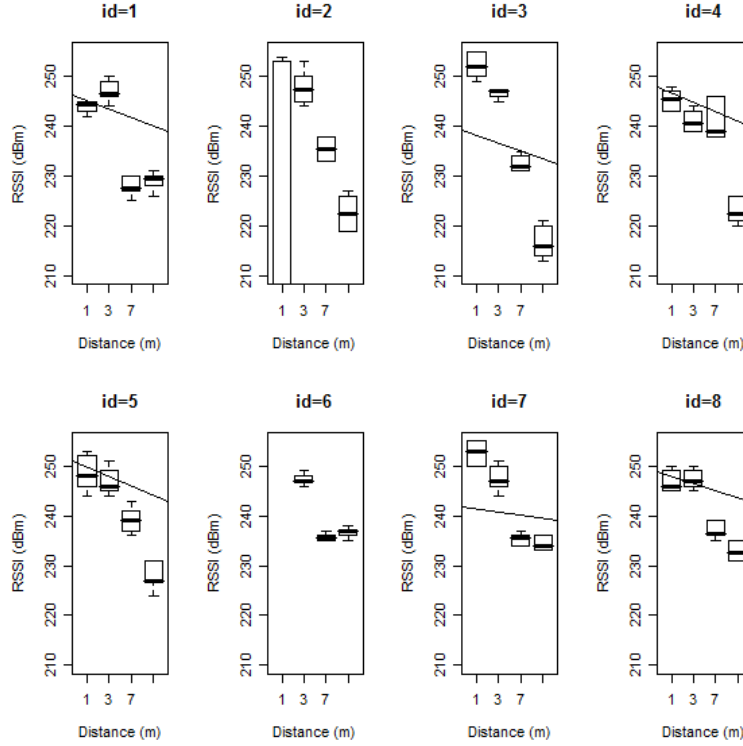 id=1
id=2
id=3
id=4
RSSI (dBm)
210 220 230 240 250
1 3 7
Distance (m)
RSSI (dBm)
210 220 230 240 250
1 3 7
Distance (m)
RSSI (dBm)
210 220 230 240 250
1 3 7
Distance (m)
RSSI (dBm)
210 220 230 240 250
1 3 7
Distance (m)
id=5
id=6
id=7
id=8
RSSI (dBm)
210 220 230 240 250
1 3 7
Distance (m)
RSSI (dBm)
210 220 230 240 250
1 3 7
Distance (m)
RSSI (dBm)
210 220 230 240 250
1 3 7
Distance (m)
RSSI (dBm)
210 220 230 240 250
1 3 7
Distance (m)